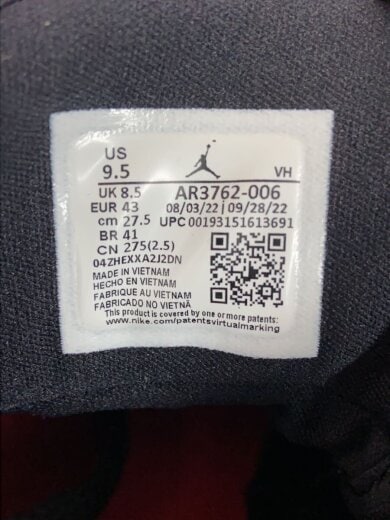 US
9.5
VH
UK 8.5
AR3762-006
EUR 43
08/03/22 | 09/28/22
cm 27.5
UPC 00193151613691
BR 41
CN 275(2.5)
04ZHEXXA2J2DN
MADE IN VIETNAM
HECHO EN VIETNAM
FABRIQUE AU VIETNAM
FABRICADO NO VIETNÃ
This product is covered by one or more patents:
www.nike.com/patentsvirtualmarking